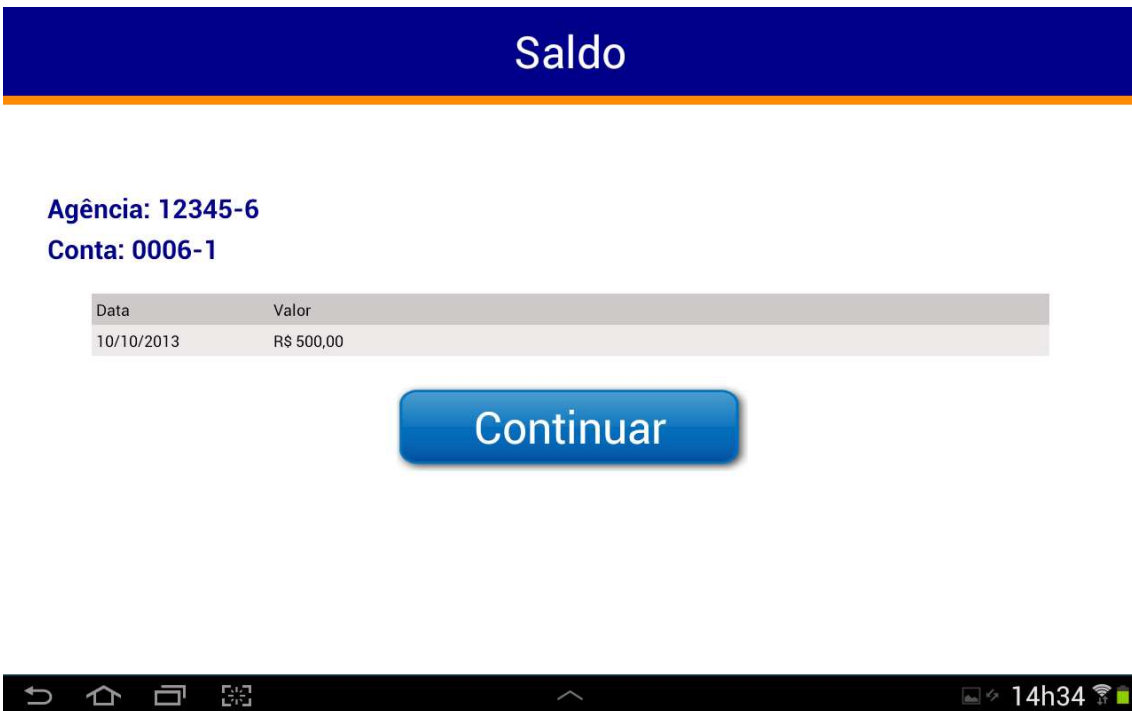 Saldo
Agência: 12345-6
Conta: 0006-1
Data Valor
10/10/2013 R$ 500,00
Continuar
14h34